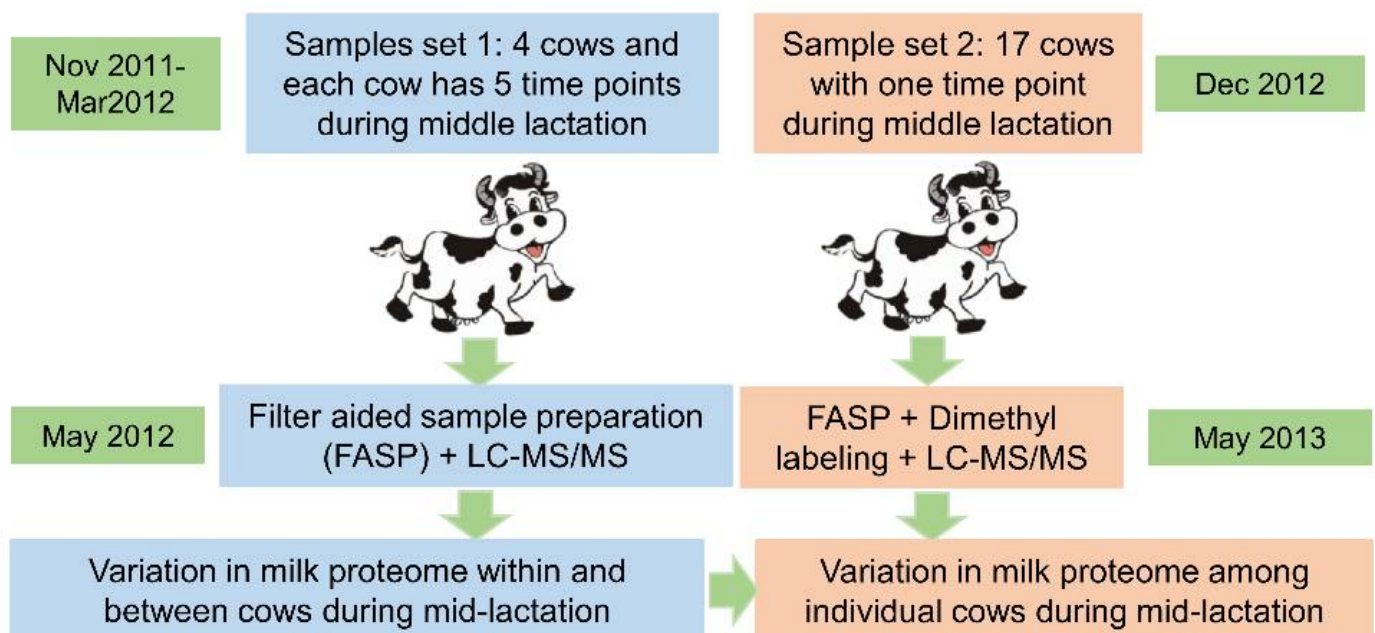 Nov 2011-
Mar2012
Samples set 1: 4 cows and
each cow has 5 time points
during middle lactation
Sample set 2: 17 cows
with one time point
during middle lactation
Dec 2012
May 2012
Filter aided sample preparation
(FASP) + LC-MS/MS
FASP + Dimethyl
labeling + LC-MS/MS
May 2013
Variation in milk proteome within and
between cows during mid-lactation
Variation in milk proteome among
individual cows during mid-lactation